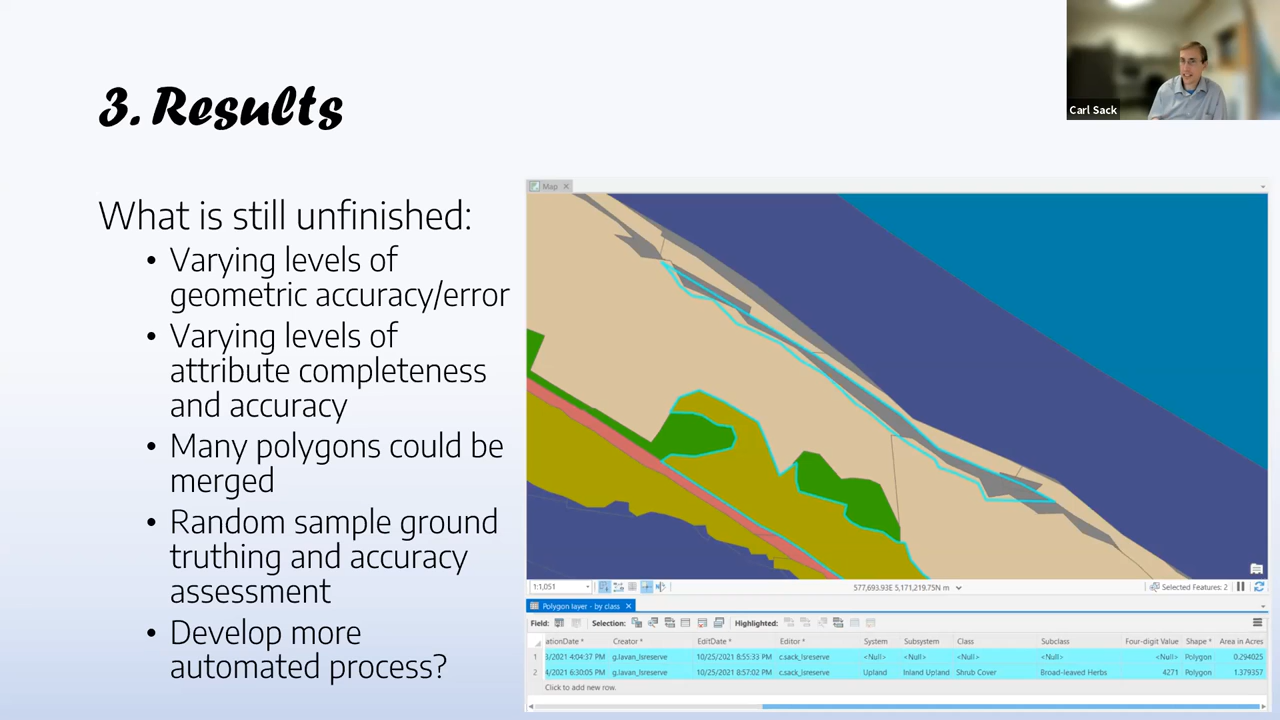 Carl Sack
3. Results
What is still unfinished:
• Varying levels of
geometric accuracy/error
• Varying levels of
attribute completeness
and accuracy
• Many polygons could be
merged
• Random sample ground
truthing and accuracy
assessment
• Develop more
automated process?
Map
1:1,051
577,693.93E 5,171,219.75N m
Selected Features: 2
Polygon layer - by class
Field: Selection: Highlighted:
ationDate * Creator * EditDate * Editor * System Subsystem Class Subclass Four-digit Value Shape * Area in Acres
1 3/2021 4:04:37 PM g.lavan_lsreserve 10/25/2021 8:55:33 PM c.sack_lsreserve <Null> <Null> <Null> <Null> <Null> Polygon 0.294025
2 4/2021 6:30:05 PM g.lavan_lsreserve 10/25/2021 8:57:02 PM c.sack_lsreserve Upland Inland Upland Shrub Cover Broad-leaved Herbs 4271 Polygon 1.379357
Click to add new row.